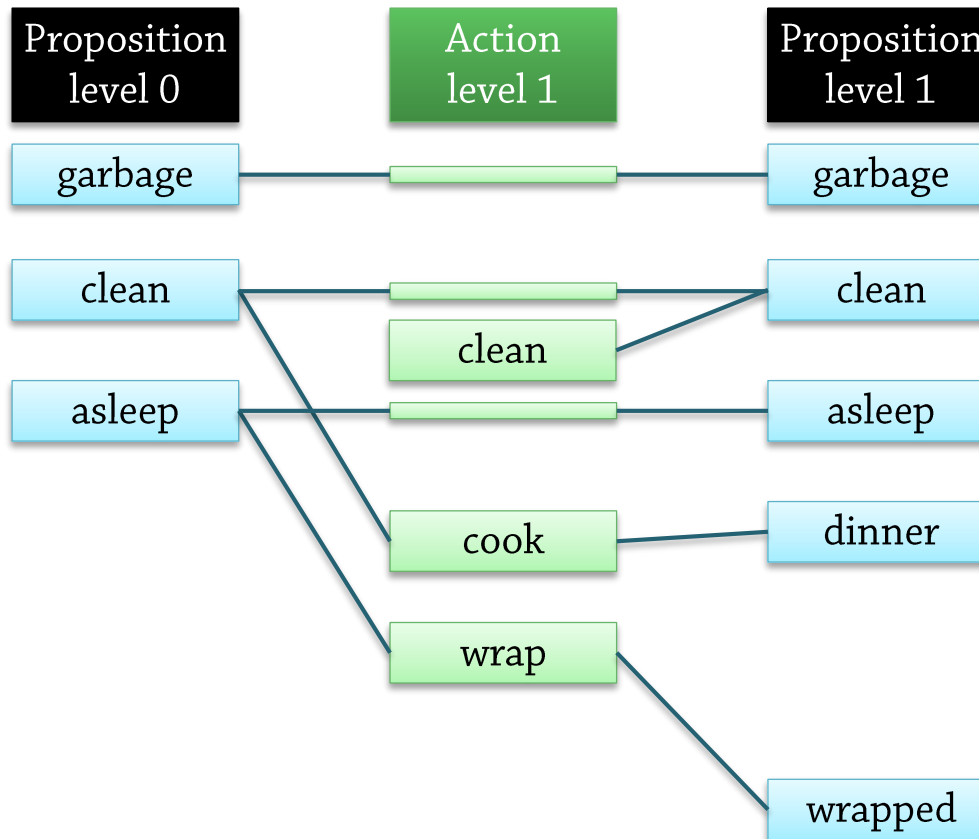 Proposition
level 0
Action
level 1
Proposition
level 1
garbage
garbage
clean
clean
clean
asleep
asleep
dinner
cook
wrap
wrapped